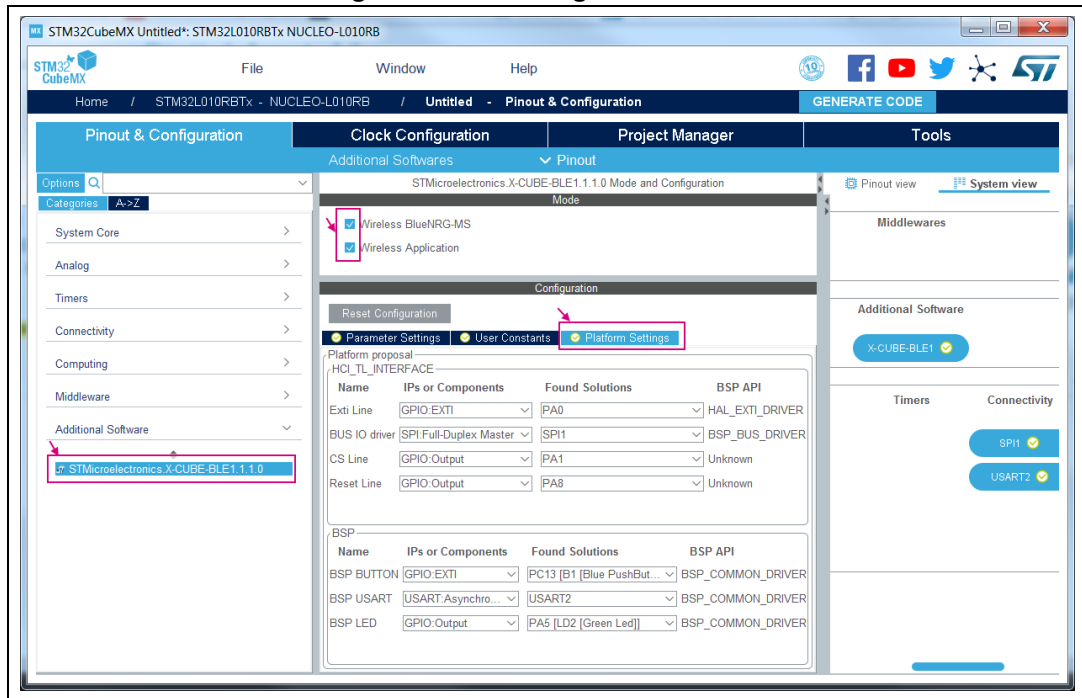 STM32CubeMX Untitled*: STM32L010RBTx NUCLEO-L010RB
STM32 CubeMX File Window Help
Home / STM32L010RBTx - NUCLEO-L010RB / Untitled - Pinout & Configuration GENERATE CODE
Pinout & Configuration Clock Configuration Project Manager Tools
Additional Softwares Pinout
Options
Categories A->Z
System Core
Analog
Timers
Connectivity
Computing
Middleware
Additional Software
STMicroelectronics.X-CUBE-BLE1.1.1.0
STMicroelectronics.X-CUBE-BLE1.1.1.0 Mode and Configuration
Mode
Wireless BlueNRG-MS
Wireless Application
Configuration
Reset Configuration
Parameter Settings User Constants Platform Settings
Platform proposal
HCI_TL_INTERFACE
Name IPs or Components Found Solutions BSP API
Exti Line GPIO:EXTI PA0 HAL_EXTI_DRIVER
BUS IO driver SPI:Full-Duplex Master SPI1 BSP_BUS_DRIVER
CS Line GPIO:Output PA1 Unknown
Reset Line GPIO:Output PA8 Unknown
BSP
Name IPs or Components Found Solutions BSP API
BSP BUTTON GPIO:EXTI PC13 [B1 [Blue PushBut... BSP_COMMON_DRIVER
BSP USART USART:Asynchro... USART2 BSP_COMMON_DRIVER
BSP LED GPIO:Output PA5 [LD2 [Green Led]] BSP_COMMON_DRIVER
Pinout view System view
Middlewares
Additional Software
X-CUBE-BLE1
Timers Connectivity
SPI1
USART2